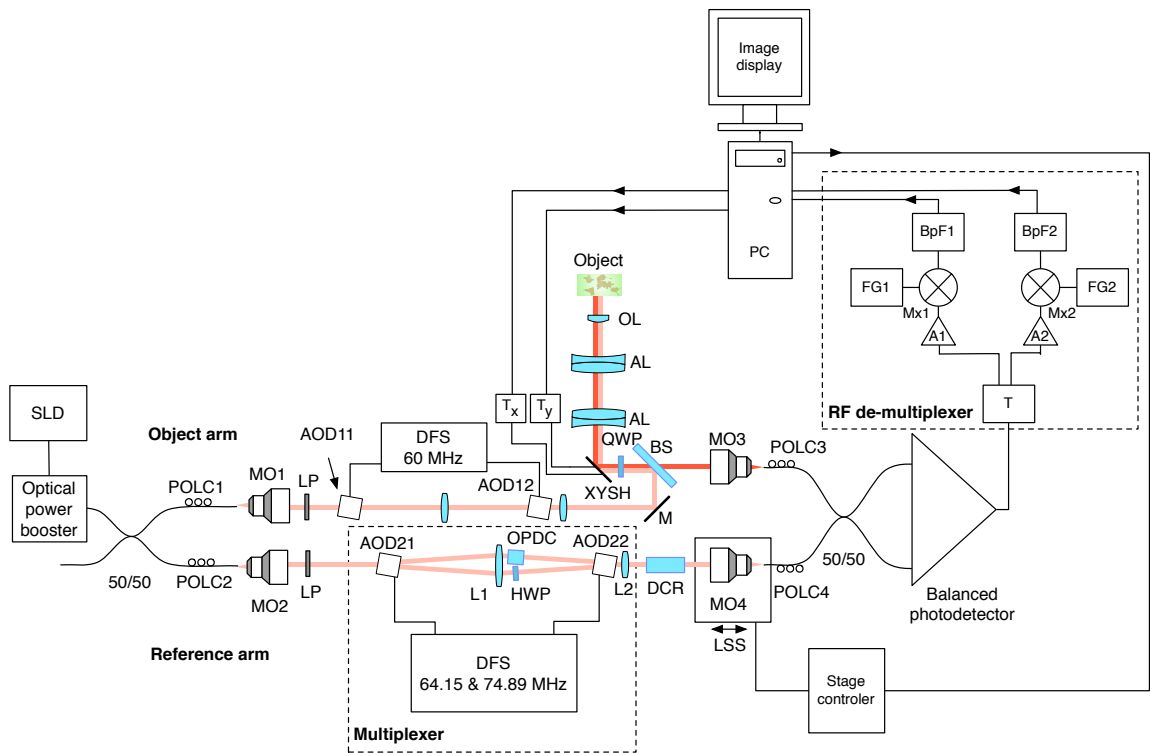 Image
display
PC
BpF1
BpF2
FG1
FG2
Mx1
Mx2
A1
A2
T
RF de-multiplexer
Object
OL
AL
AL
Tx
Ty
QWP
BS
MO3
POLC3
XYSH
M
SLD
Object arm
AOD11
DFS
60 MHz
AOD12
Optical
power
booster
POLC1
MO1
LP
50/50
POLC2
MO2
LP
AOD21
OPDC
AOD22
L1
HWP
L2
DCR
MO4
POLC4
50/50
Balanced
photodetector
LSS
Reference arm
DFS
64.15 & 74.89 MHz
Multiplexer
Stage
controler